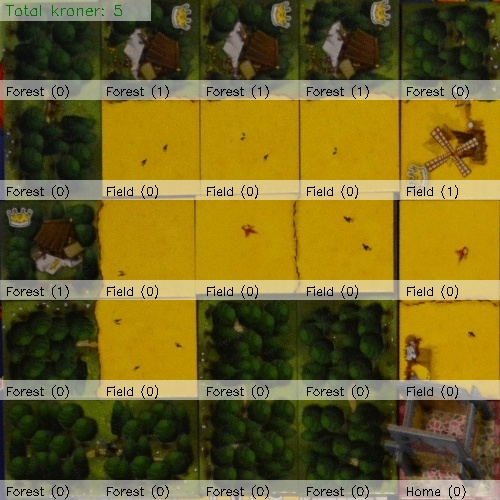 Total kroner: 5
Forest (0) Forest (1) Forest (1) Forest (1) Forest (0)
Forest (0) Field (0) Field (0) Field (0) Field (1)
Forest (1) Field (0) Field (0) Field (0) Field (0)
Forest (0) Field (0) Forest (0) Forest (0) Field (0)
Forest (0) Forest (0) Forest (0) Forest (0) Home (0)